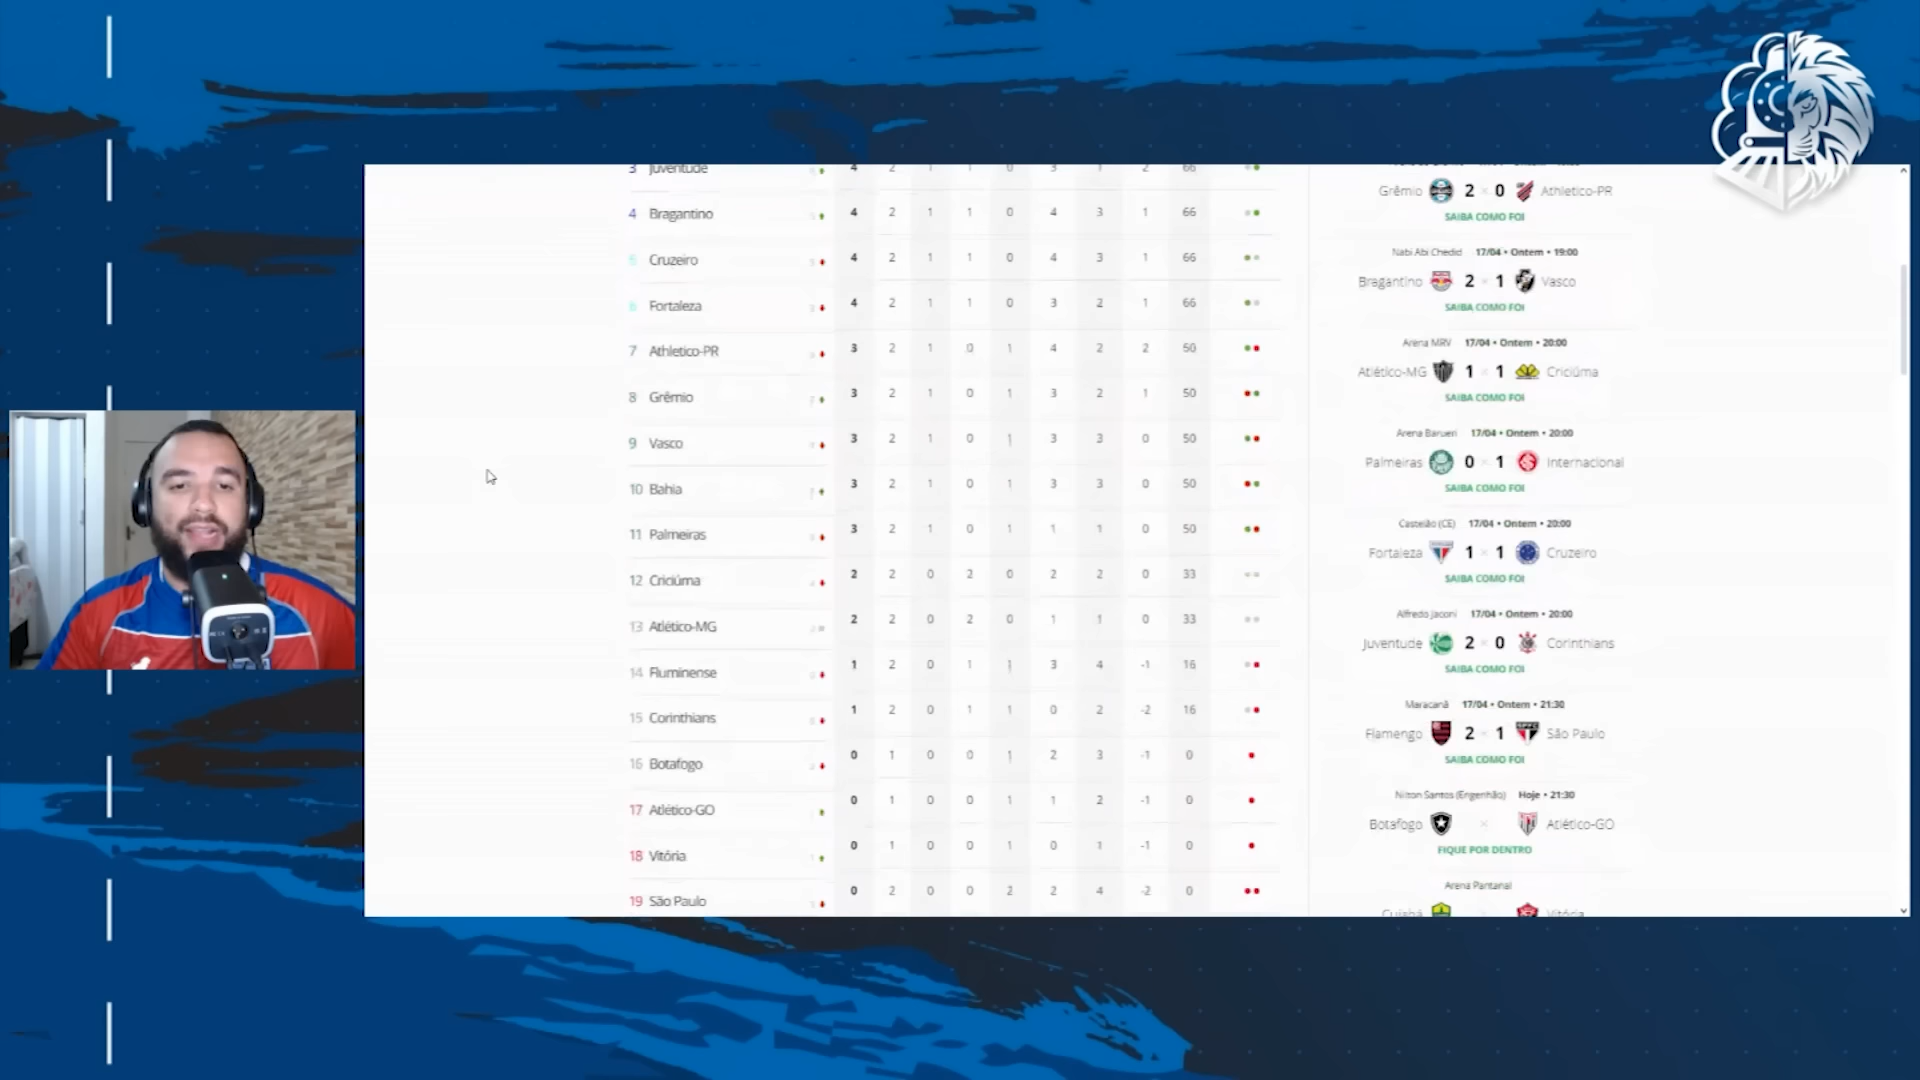 3 Juventude 4 2 1 1 0 3 1 2 66
4 Bragantino 4 2 1 1 0 4 3 1 66
5 Cruzeiro 4 2 1 1 0 4 3 1 66
6 Fortaleza 4 2 1 1 0 3 2 1 66
7 Athletico-PR 3 2 1 0 1 4 2 2 50
8 Grêmio 3 2 1 0 1 3 2 1 50
9 Vasco 3 2 1 0 1 3 3 0 50
10 Bahia 3 2 1 0 1 3 3 0 50
11 Palmeiras 3 2 1 0 1 1 1 0 50
12 Criciúma 2 2 0 2 0 2 2 0 33
13 Atlético-MG 2 2 0 2 0 1 1 0 33
14 Fluminense 1 2 0 1 1 3 4 -1 16
15 Corinthians 1 2 0 1 1 0 2 -2 16
16 Botafogo 0 1 0 0 1 2 3 -1 0
17 Atlético-GO 0 1 0 0 1 1 2 -1 0
18 Vitória 0 1 0 0 1 0 1 -1 0
19 São Paulo 0 2 0 0 2 2 4 -2 0
Grêmio 2 × 0 Athletico-PR
SAIBA COMO FOI
Nabi Abi Chedid 17/04 • Ontem • 19:00
Bragantino 2 × 1 Vasco
SAIBA COMO FOI
Arena MRV 17/04 • Ontem • 20:00
Atlético-MG 1 × 1 Criciúma
SAIBA COMO FOI
Arena Barueri 17/04 • Ontem • 20:00
Palmeiras 0 × 1 Internacional
SAIBA COMO FOI
Castelão (CE) 17/04 • Ontem • 20:00
Fortaleza 1 × 1 Cruzeiro
SAIBA COMO FOI
Alfredo Jaconi 17/04 • Ontem • 20:00
Juventude 2 × 0 Corinthians
SAIBA COMO FOI
Maracanã 17/04 • Ontem • 21:30
Flamengo 2 × 1 São Paulo
SAIBA COMO FOI
Nilton Santos (Engenhão) Hoje • 21:30
Botafogo × Atlético-GO
FIQUE POR DENTRO
Arena Pantanal
Cuiabá Vitória